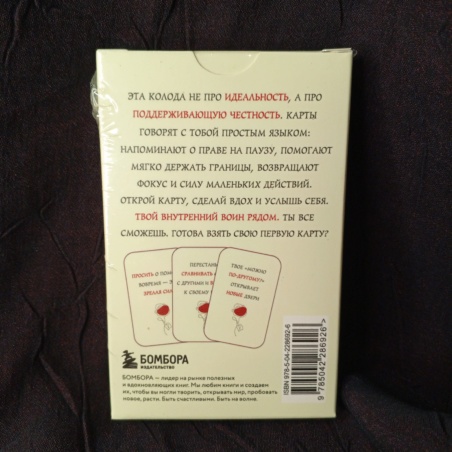 ЭТА КОЛОДА НЕ ПРО ИДЕАЛЬНОСТЬ, А ПРО
ПОДДЕРЖИВАЮЩУЮ ЧЕСТНОСТЬ. КАРТЫ
ГОВОРЯТ С ТОБОЙ ПРОСТЫМ ЯЗЫКОМ:
НАПОМИНАЮТ О ПРАВЕ НА ПАУЗУ, ПОМОГАЮТ
МЯГКО ДЕРЖАТЬ ГРАНИЦЫ, ВОЗВРАЩАЮТ
ФОКУС И СИЛУ МАЛЕНЬКИХ ДЕЙСТВИЙ.
ОТКРОЙ КАРТУ, СДЕЛАЙ ВДОХ И УСЛЫШЬ СЕБЯ.
ТВОЙ ВНУТРЕННИЙ ВОИН РЯДОМ. ТЫ ВСЕ
СМОЖЕШЬ. ГОТОВА ВЗЯТЬ СВОЮ ПЕРВУЮ КАРТУ?
ПРОСИТЬ О ПОМ
ВОВРЕМЯ — 
ЗРЕЛАЯ СИЛ
ПЕРЕСТАН
СРАВНИВАТЬ
С ДРУГИМИ И
К СВОЕМУ
ТВОЕ «МОЖНО
ПО-ДРУГОМУ»
ОТКРЫВАЕТ
НОВЫЕ ДВЕРИ
БОМБОРА
ИЗДАТЕЛЬСТВО
БОМБОРА — лидер на рынке полезных
и вдохновляющих книг. Мы любим книги и создаем
их, чтобы вы могли творить, открывать мир, пробовать
новое, расти. Быть счастливыми. Быть на волне.
ISBN 978-5-04-228692-6
9 785042 286926 >